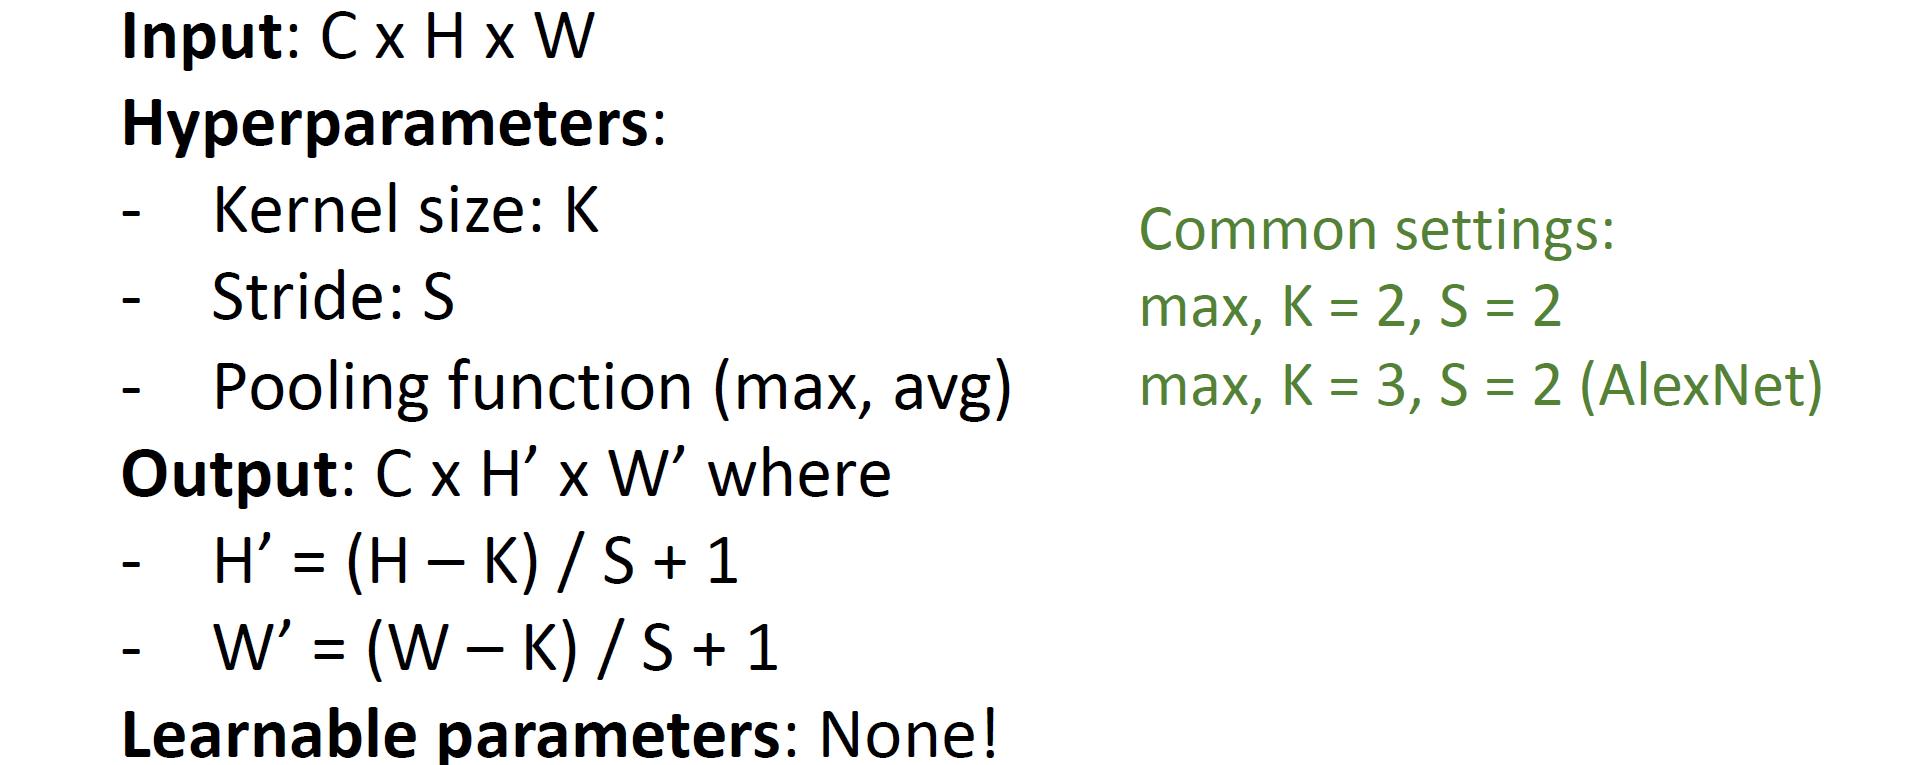 Input: C x H x W
Hyperparameters:
- Kernel size: K
- Stride: S
- Pooling function (max, avg)
Output: C x H’ x W’ where
- H’ = (H – K) / S + 1
- W’ = (W – K) / S + 1
Learnable parameters: None!
Common settings:
max, K = 2, S = 2
max, K = 3, S = 2 (AlexNet)